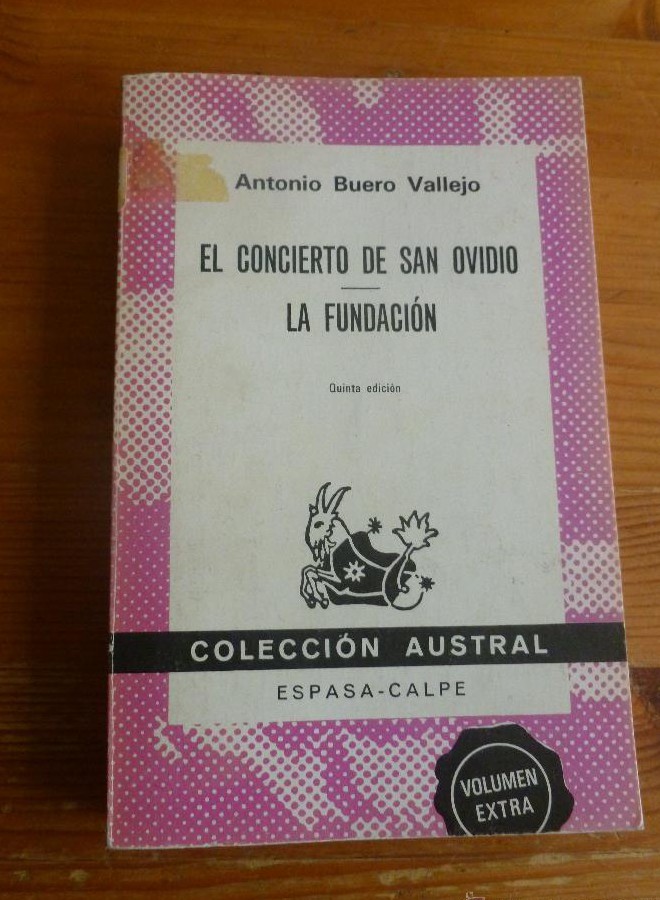 Antonio Buero Vallejo
EL CONCIERTO DE SAN OVIDIO
LA FUNDACIÓN
Quinta edición
COLECCIÓN AUSTRAL
ESPASA-CALPE
VOLUMEN
EXTRA